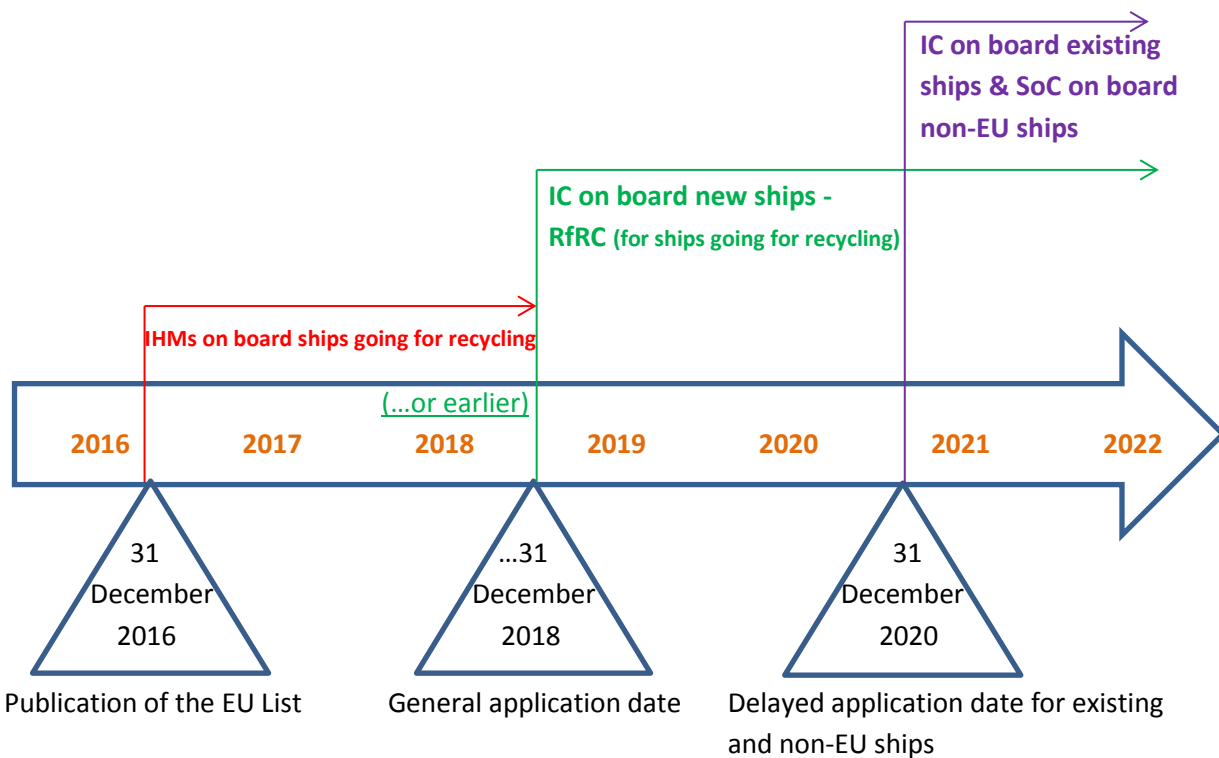 IC on board existing
ships & SoC on board
non-EU ships
IC on board new ships -
RfRC (for ships going for recycling)
IHMs on board ships going for recycling
(...or earlier)
2016 2017 2018 2019 2020 2021 2022
31
December
2016
...31
December
2018
31
December
2020
Publication of the EU List
General application date
Delayed application date for existing
and non-EU ships